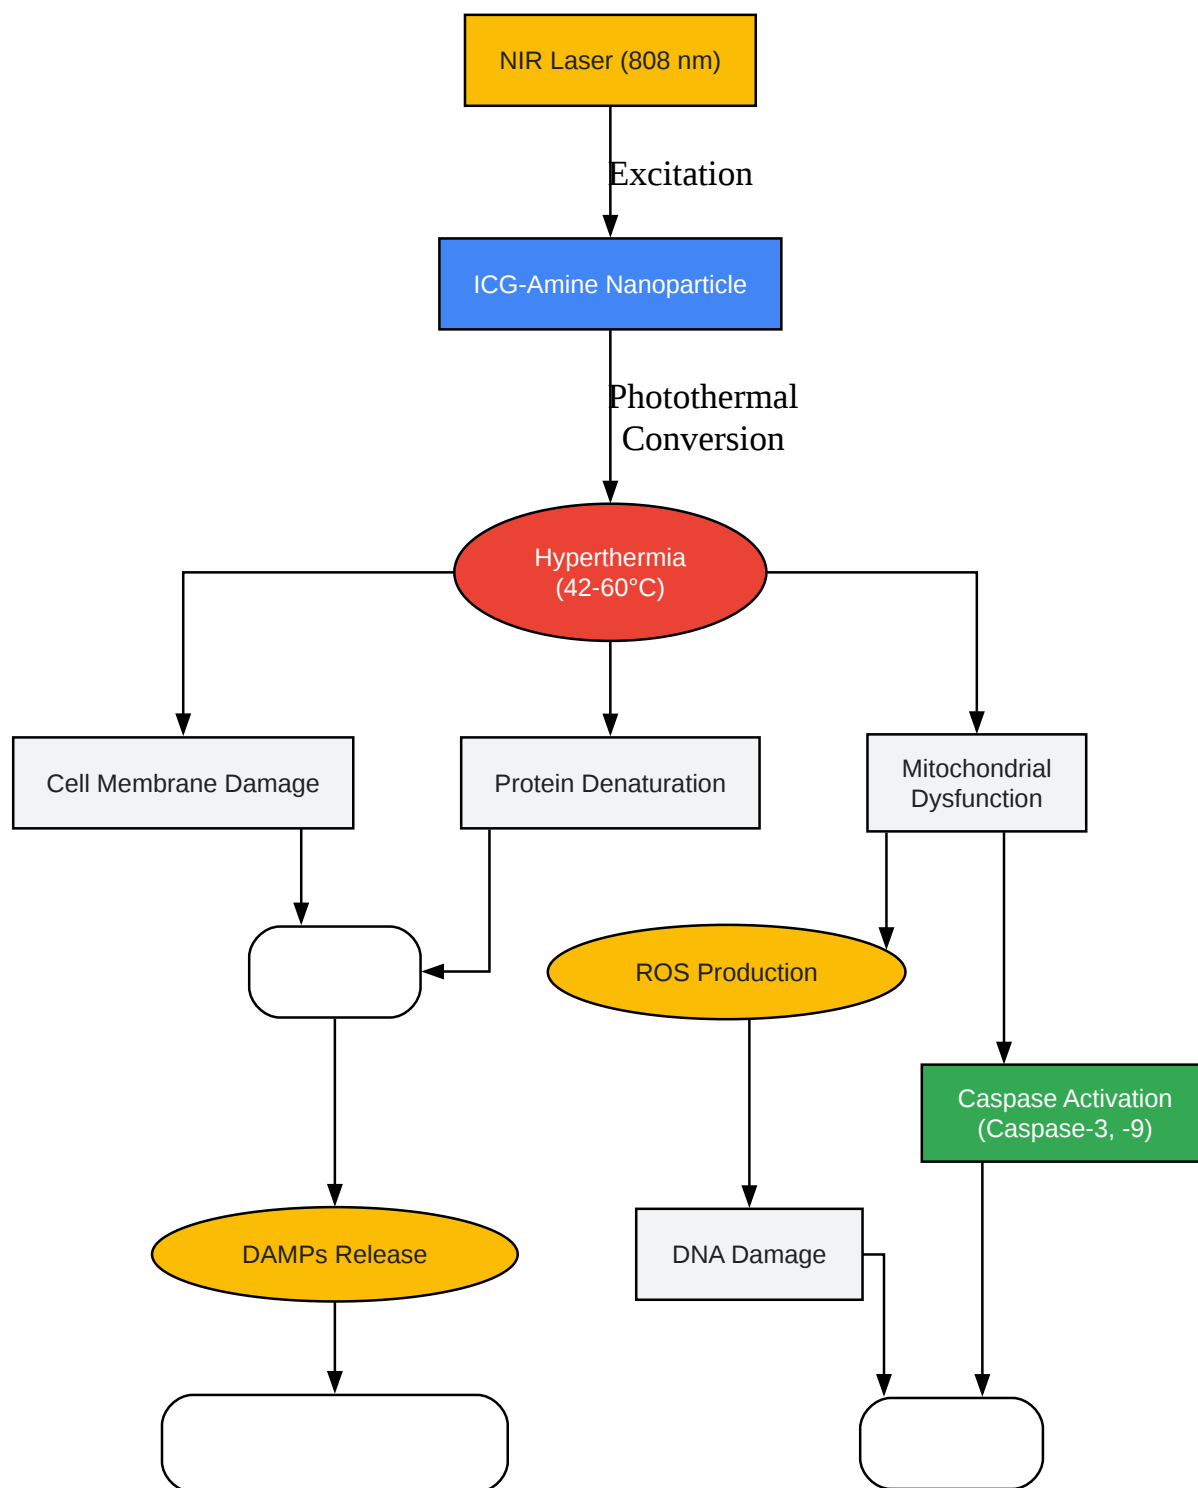 NIR Laser (808 nm)
Excitation
ICG-Amine Nanoparticle
Photothermal
Conversion
Hyperthermia
(42-60°C)
Cell Membrane Damage
Protein Denaturation
Mitochondrial
Dysfunction
ROS Production
Caspase Activation
(Caspase-3, -9)
DAMPs Release
DNA Damage